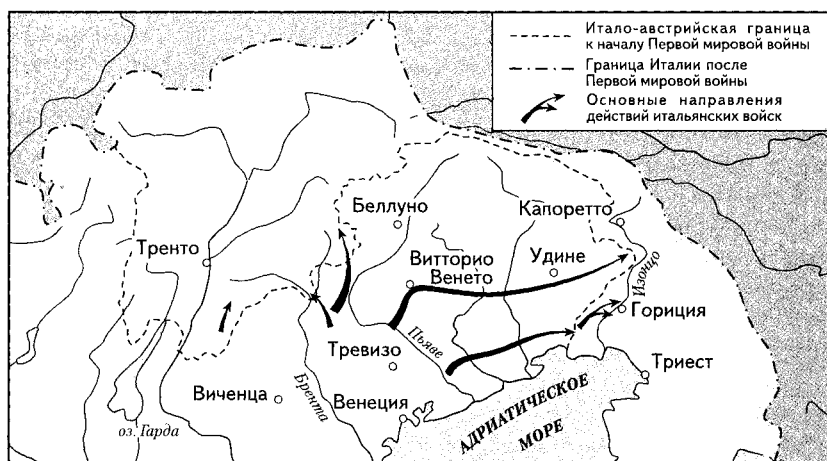 Итало-австрийская граница
к началу Первой мировой войны
Граница Италии после
Первой мировой войны
Основные направления
действий итальянских войск
Беллуно
Капоретто
Тренто
Витторио
Венето
Удине
Изонцо
Гориция
Пьяве
Тревизо
Триест
Виченца
Брента
Венеция
АДРИАТИЧЕСКОЕ
МОРЕ
оз. Гарда